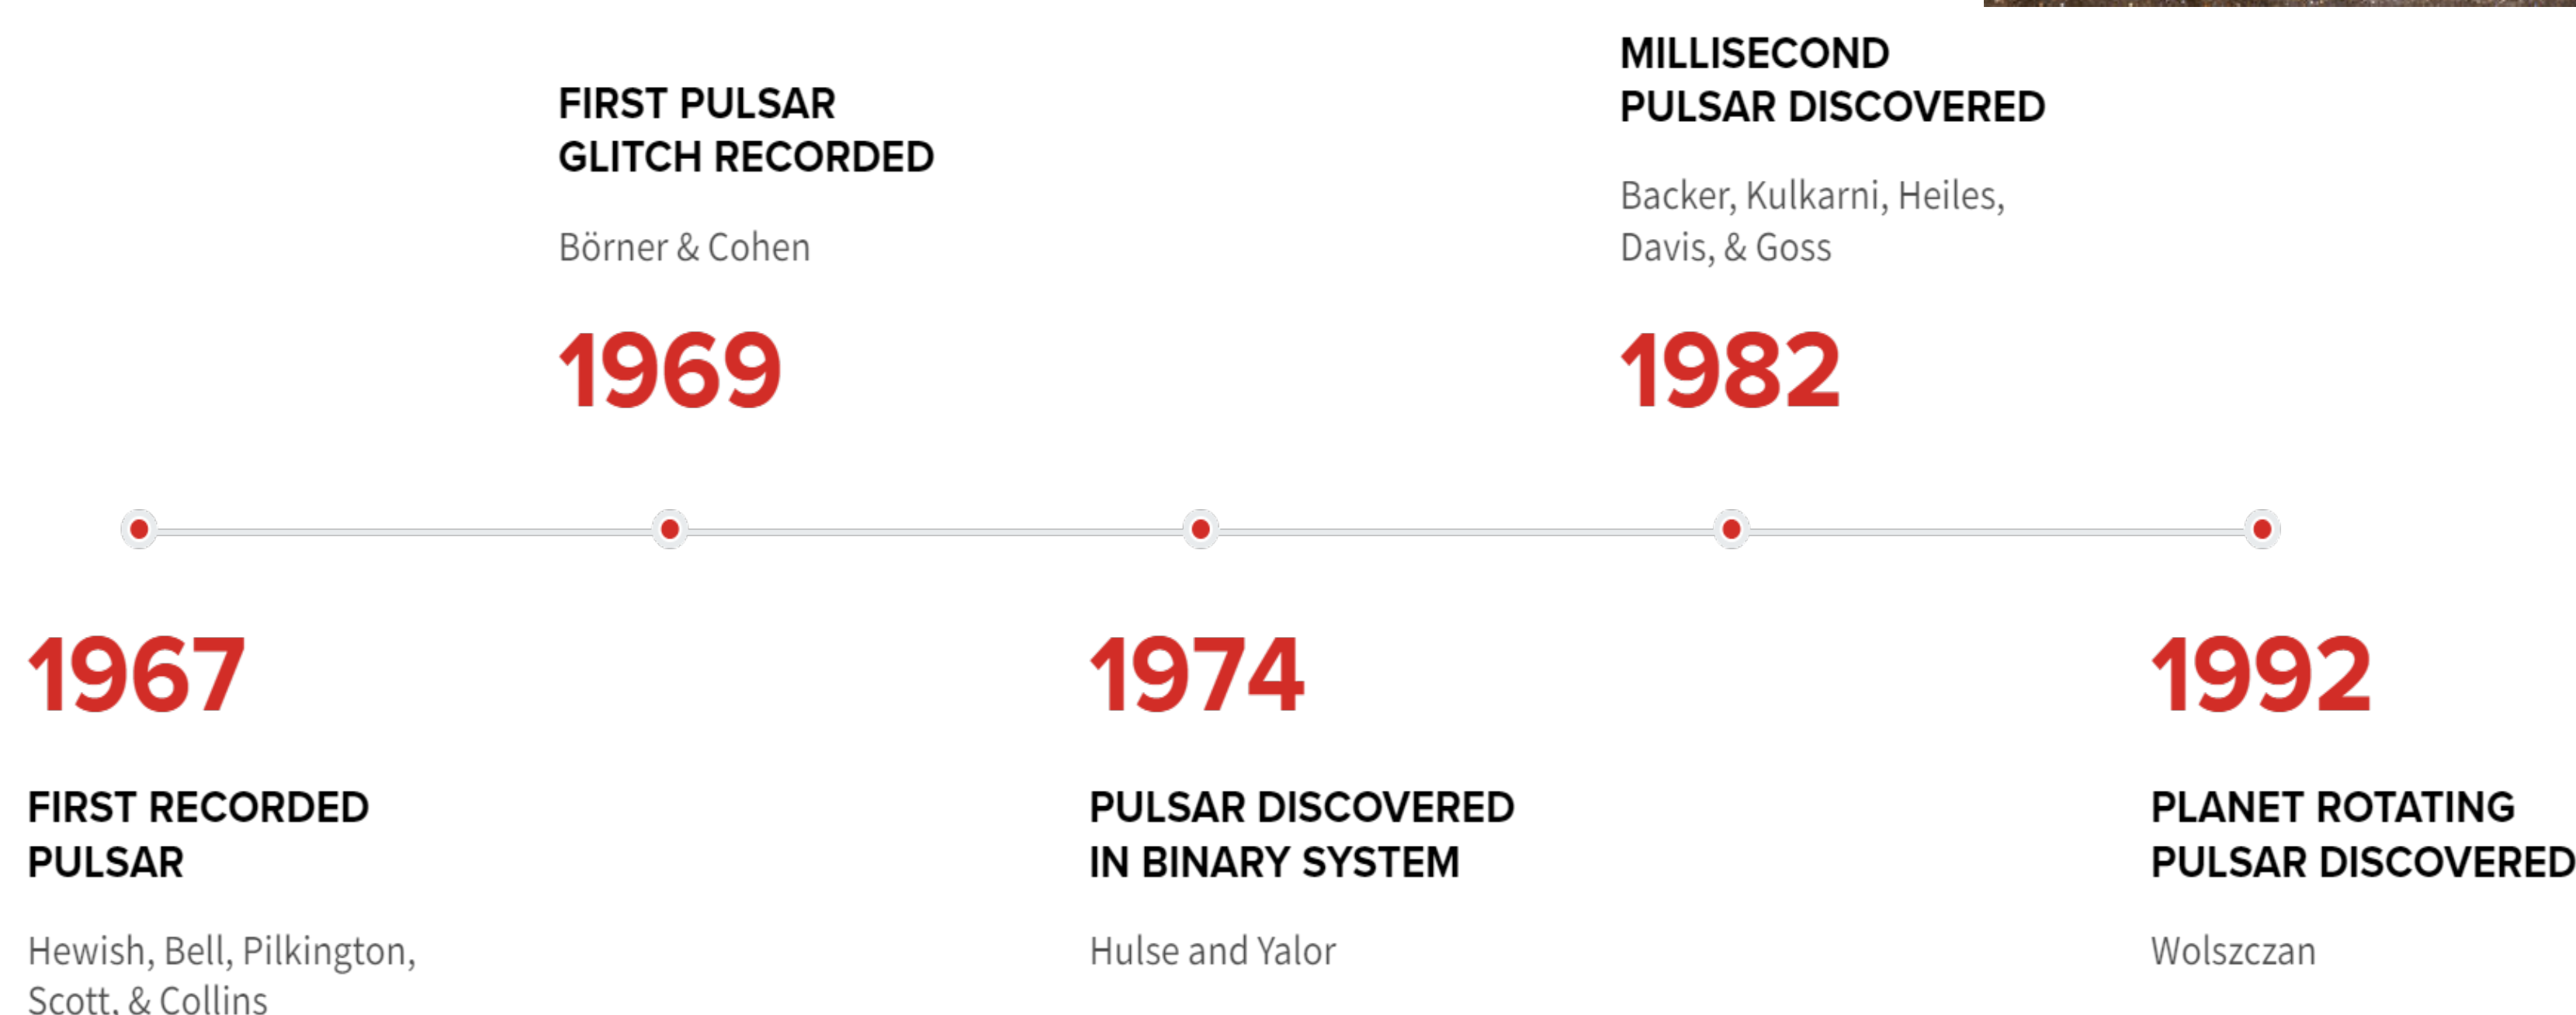 MILLISECOND
PULSAR DISCOVERED
Backer, Kulkarni, Heiles,
Davis, & Goss
1982
FIRST PULSAR
GLITCH RECORDED
Börner & Cohen
1969
1967
FIRST RECORDED
PULSAR
Hewish, Bell, Pilkington,
Scott, & Collins
1974
PULSAR DISCOVERED
IN BINARY SYSTEM
Hulse and Yalor
1992
PLANET ROTATING
PULSAR DISCOVERED
Wolszczan